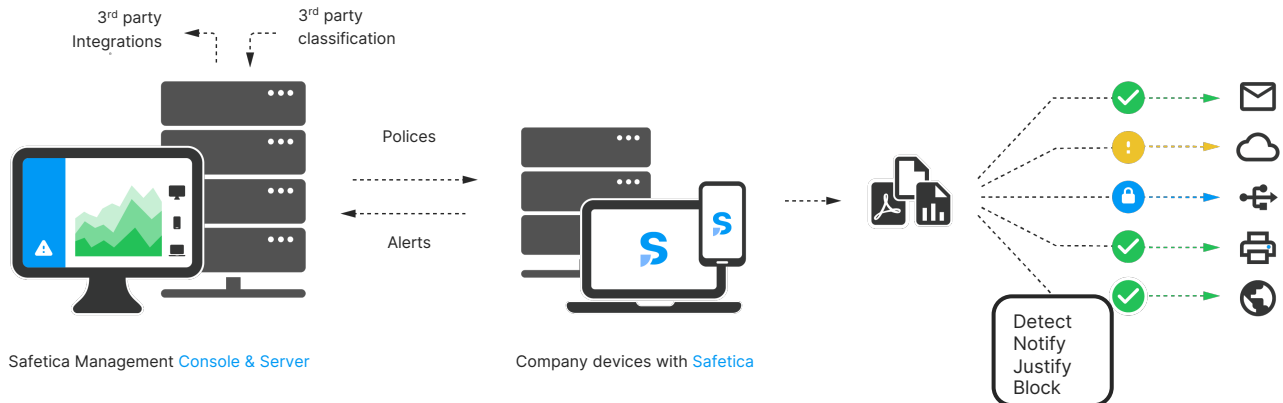 3rd party
Integrations
3rd party
classification
Polices
Alerts
Safetica Management Console & Server
Company devices with Safetica
Detect
Notify
Justify
Block